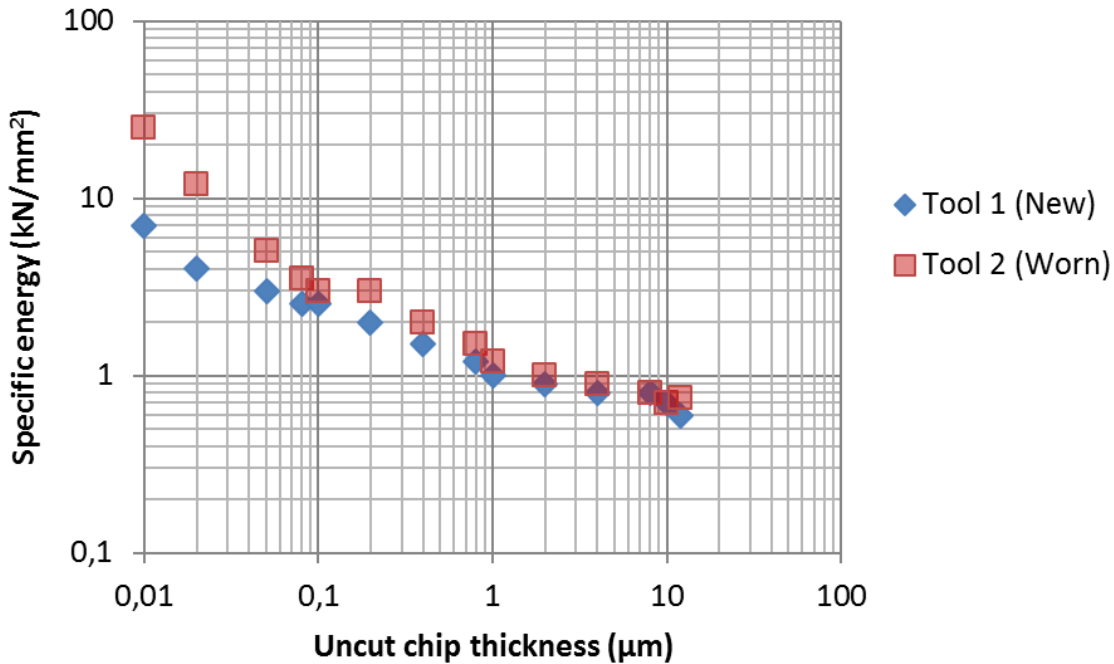 100
10
1
0,1
0,01
0,1
1
10
100
Specific energy (kN/mm²)
Uncut chip thickness (µm)
Tool 1 (New)
Tool 2 (Worn)